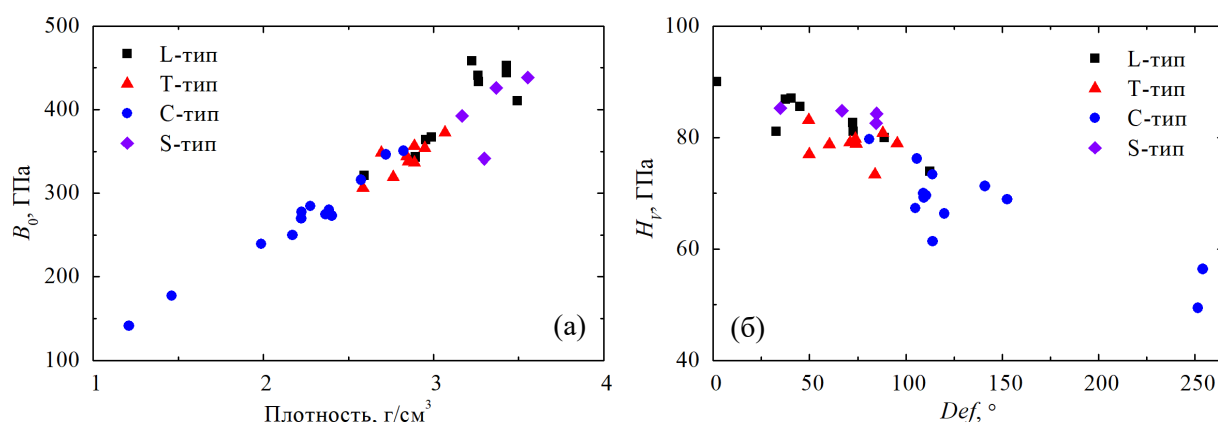 500
400
300
200
100
B₀, ГПа
L-тип
T-тип
C-тип
S-тип
(а)
1
2
3
4
Плотность, г/см³
100
80
60
40
H_V, ГПа
L-тип
T-тип
C-тип
S-тип
(б)
0
50
100
150
200
250
Def, °